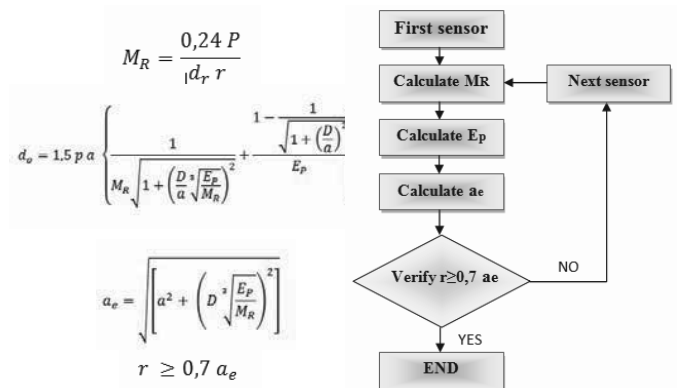 M_R = 0,24 P / d_r r
d_o = 1,5 p a { 1 / M_R √(1 + (D/a ∛(E_P/M_R))^2) + 1 − 1 / √(1 + (D/a)^2 / E_P
a_e = √[a^2 + (D ∛(E_P/M_R))^2]
r ≥ 0,7 a_e
First sensor
Calculate MR
Next sensor
Calculate Ep
Calculate ae
Verify r≥0,7 ae
NO
YES
END